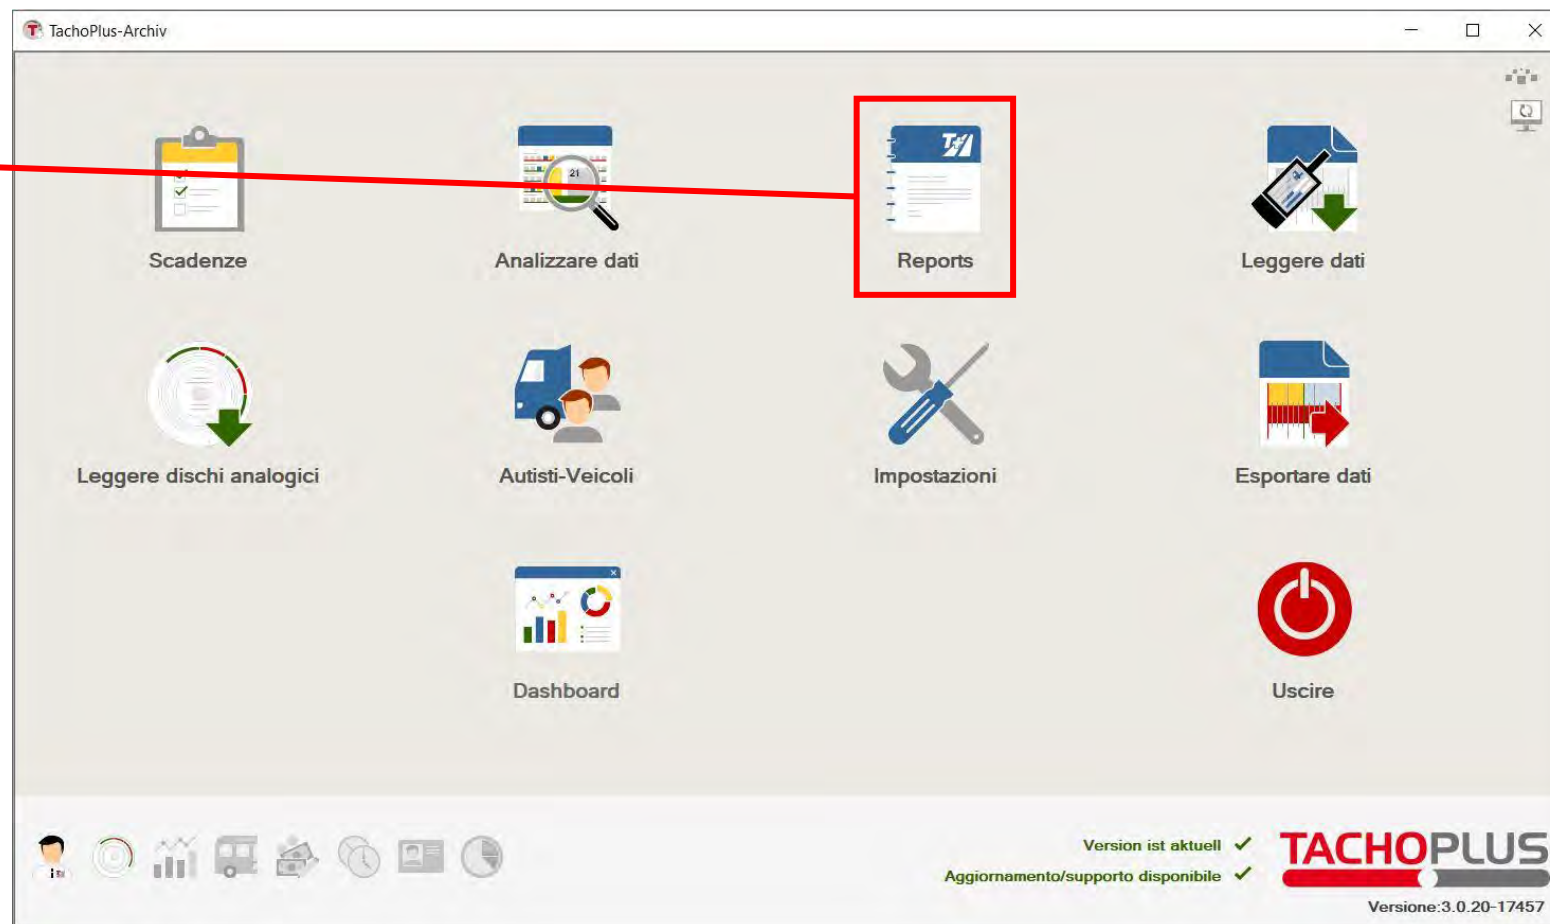 TachoPlus-Archiv
21
Scadenze
Analizzare dati
Reports
Leggere dati
Leggere dischi analogici
Autisti-Veicoli
Impostazioni
Esportare dati
Dashboard
Uscire
Version ist aktuell
Aggiornamento/supporto disponibile
TACHOPLUS
Versione:3.0.20-17457